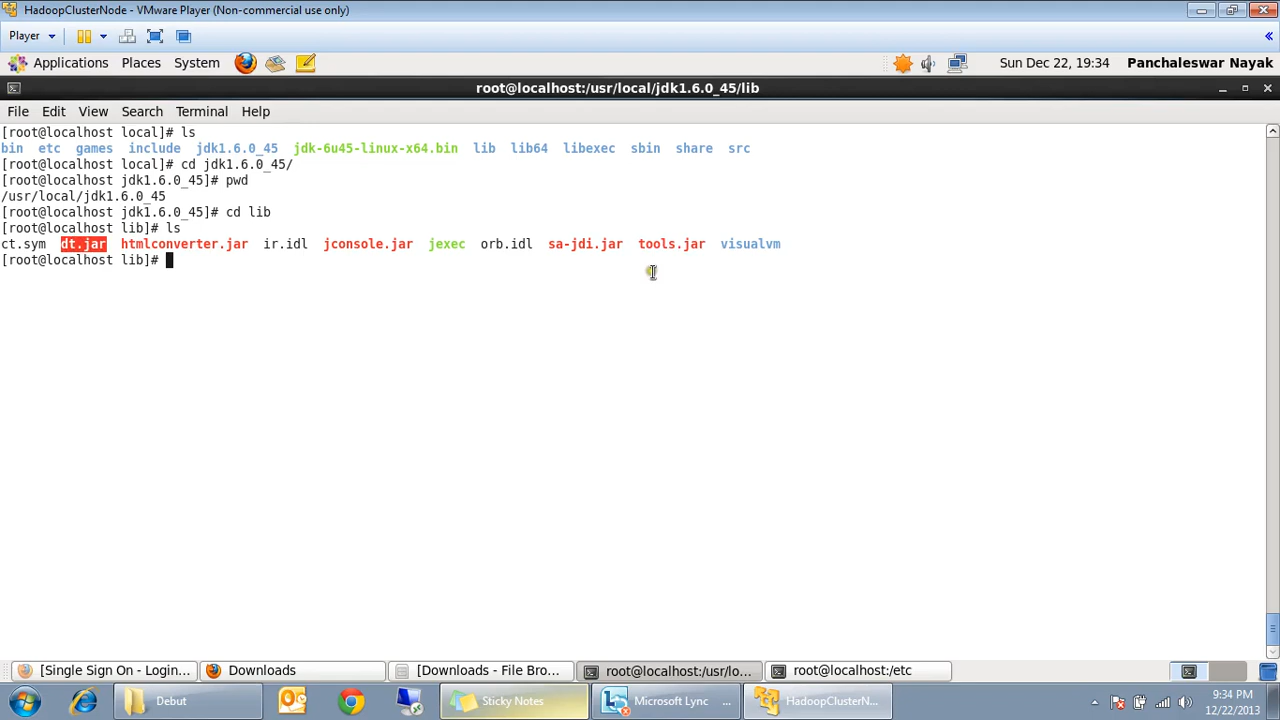 HadoopClusterNode - VMware Player (Non-commercial use only)
Player
Applications Places System Sun Dec 22, 19:34 Panchaleswar Nayak
root@localhost:/usr/local/jdk1.6.0_45/lib
File Edit View Search Terminal Help
[root@localhost local]# ls
bin etc games include jdk1.6.0_45 jdk-6u45-linux-x64.bin lib lib64 libexec sbin share src
[root@localhost local]# cd jdk1.6.0_45/
[root@localhost jdk1.6.0_45]# pwd
/usr/local/jdk1.6.0_45
[root@localhost jdk1.6.0_45]# cd lib
[root@localhost lib]# ls
ct.sym dt.jar htmlconverter.jar ir.idl jconsole.jar jexec orb.idl sa-jdi.jar tools.jar visualvm
[root@localhost lib]#
[Single Sign On - Login... Downloads [Downloads - File Bro... root@localhost:/usr/lo... root@localhost:/etc
Debut Sticky Notes Microsoft Lync ... HadoopClusterN... 9:34 PM
12/22/2013